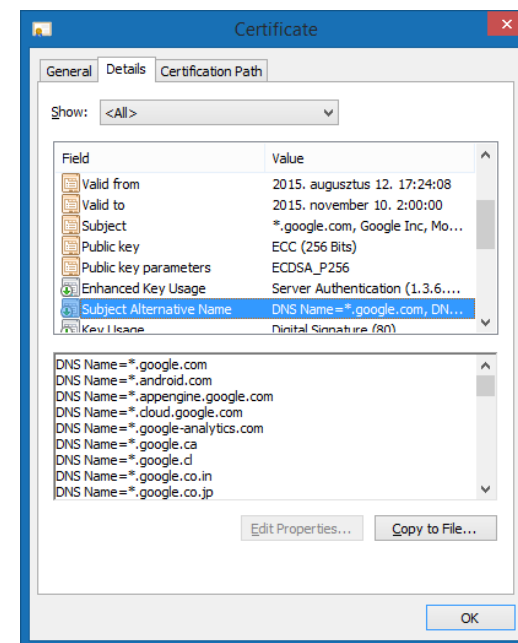 Certificate
General Details Certification Path
Show: <All>
Field Value
Valid from 2015. augusztus 12. 17:24:08
Valid to 2015. november 10. 2:00:00
Subject *.google.com, Google Inc, Mo...
Public key ECC (256 Bits)
Public key parameters ECDSA_P256
Enhanced Key Usage Server Authentication (1.3.6....
Subject Alternative Name DNS Name=*.google.com, DN...
Key Usage Digital Signature (80)
DNS Name=*.google.com
DNS Name=*.android.com
DNS Name=*.appengine.google.com
DNS Name=*.cloud.google.com
DNS Name=*.google-analytics.com
DNS Name=*.google.ca
DNS Name=*.google.cl
DNS Name=*.google.co.in
DNS Name=*.google.co.jp
Edit Properties... Copy to File...
OK